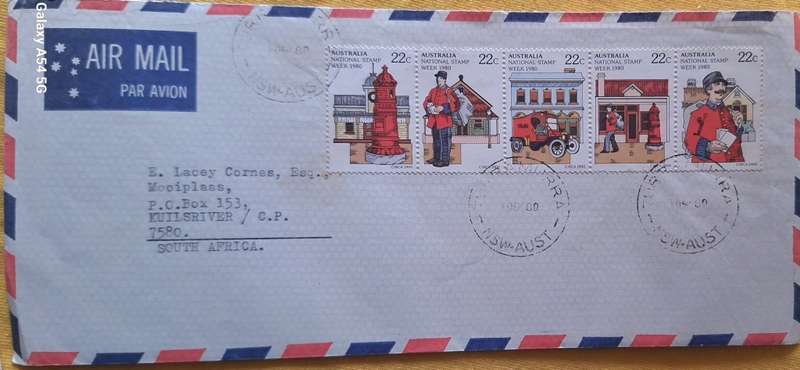 Galaxy A54 5G
AIR MAIL
PAR AVION
AUSTRALIA 22c
NATIONAL STAMP
WEEK 1980
AUSTRALIA 22c
NATIONAL STAMP
WEEK 1980
AUSTRALIA 22c
NATIONAL STAMP
WEEK 1980
AUSTRALIA 22c
NATIONAL STAMP
WEEK 1980
AUSTRALIA 22c
NATIONAL STAMP
WEEK 1980
NSW-AUST
NSW-AUST
NSW-AUST
E. Lacey Cornes, Esq.,
Mooiplaas,
P.O.Box 153,
KUILSRIVER / C.P.
7580.
SOUTH AFRICA.